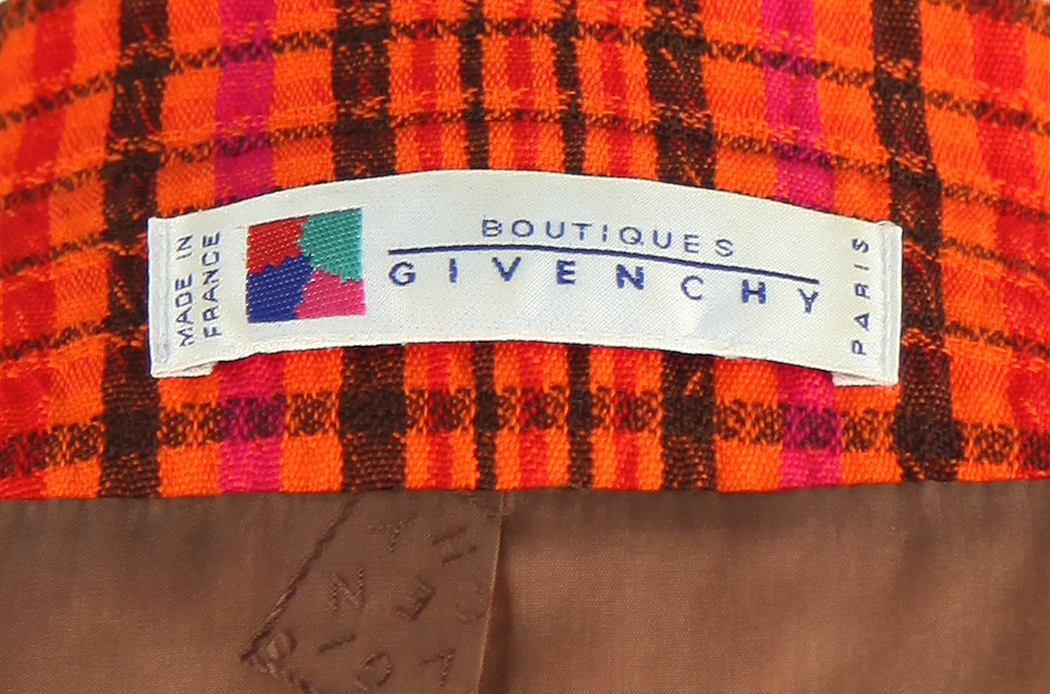 MADE IN
FRANCE
BOUTIQUES
GIVENCHY
PARIS